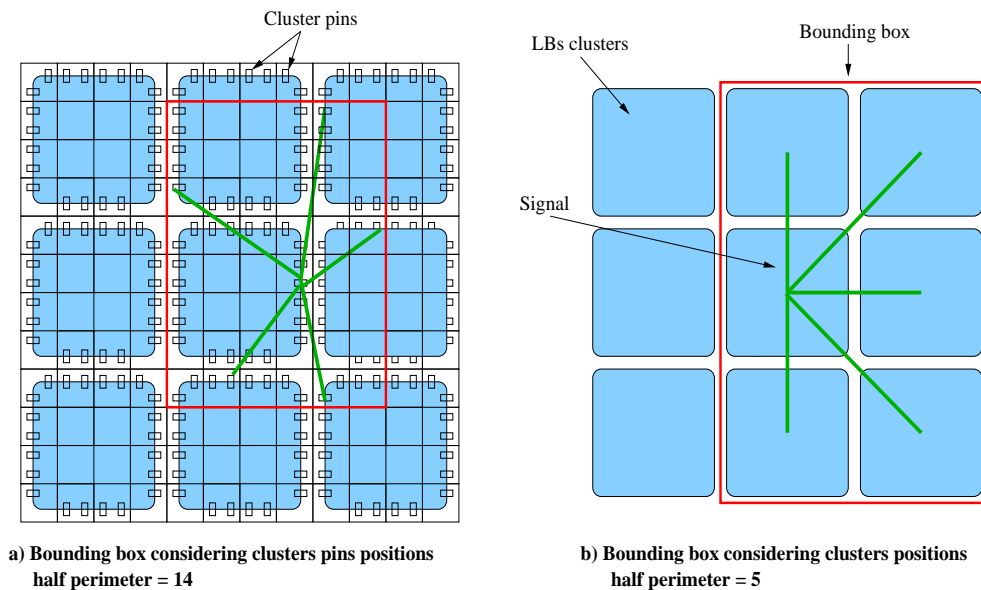 Cluster pins
LBs clusters
Bounding box
Signal
a) Bounding box considering clusters pins positions
half perimeter = 14
b) Bounding box considering clusters positions
half perimeter = 5